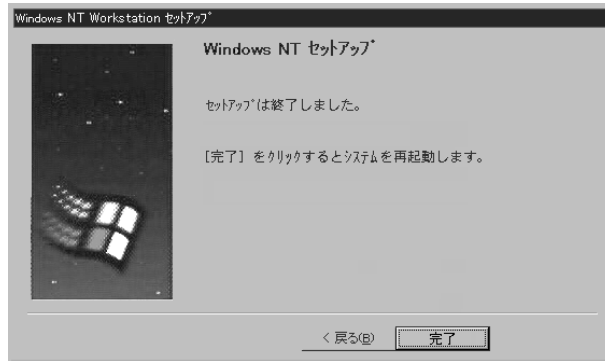 Windows NT Workstation ｾｯﾄｱｯﾌﾟ
Windows NT ｾｯﾄｱｯﾌﾟ
ｾｯﾄｱｯﾌﾟは終了しました。
[完了] をｸﾘｯｸするとｼｽﾃﾑを再起動します。
< 戻る(B)
完了